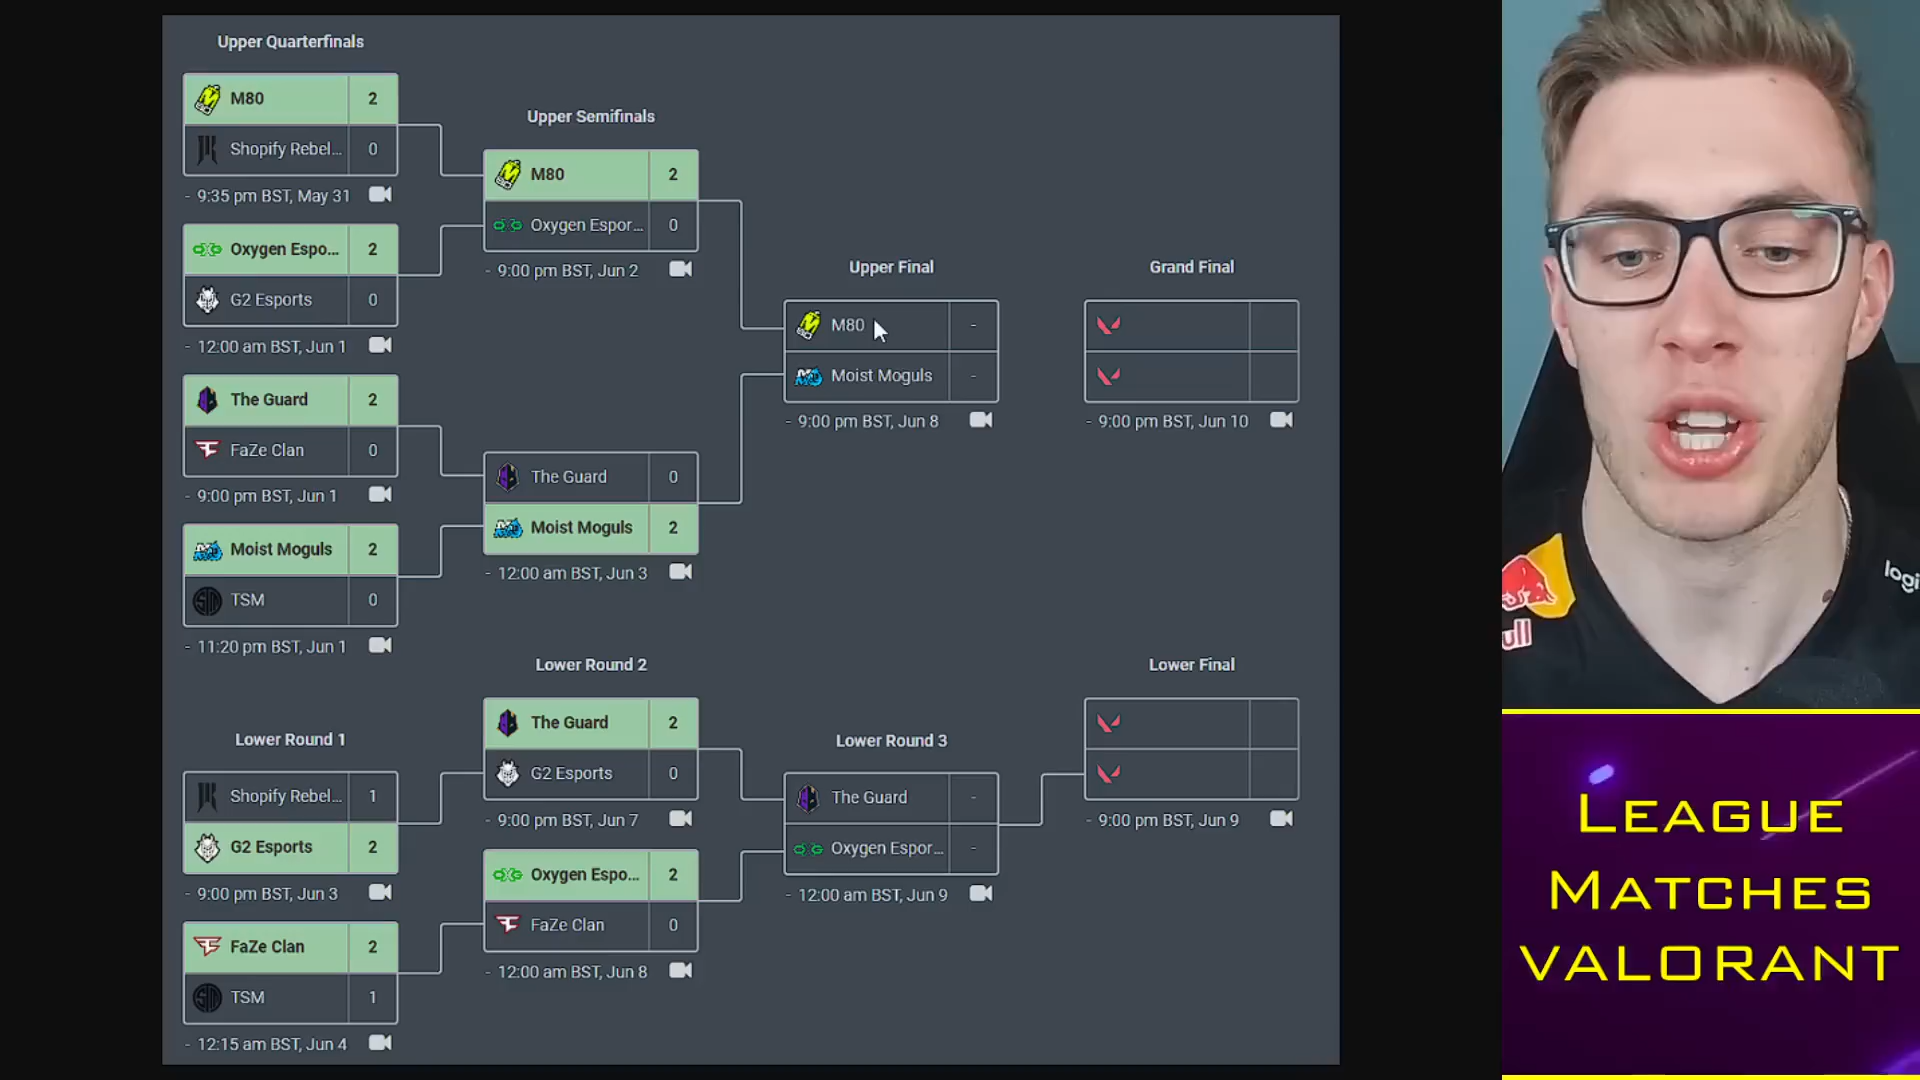 Upper Quarterfinals
M80 2
Shopify Rebel... 0
- 9:35 pm BST, May 31
Oxygen Espo... 2
G2 Esports 0
- 12:00 am BST, Jun 1
The Guard 2
FaZe Clan 0
- 9:00 pm BST, Jun 1
Moist Moguls 2
TSM 0
- 11:20 pm BST, Jun 1
Upper Semifinals
M80 2
Oxygen Espor... 0
- 9:00 pm BST, Jun 2
The Guard 0
Moist Moguls 2
- 12:00 am BST, Jun 3
Upper Final
M80 -
Moist Moguls -
- 9:00 pm BST, Jun 8
Grand Final
- 9:00 pm BST, Jun 10
Lower Round 1
Shopify Rebel... 1
G2 Esports 2
- 9:00 pm BST, Jun 3
FaZe Clan 2
TSM 1
- 12:15 am BST, Jun 4
Lower Round 2
The Guard 2
G2 Esports 0
- 9:00 pm BST, Jun 7
Oxygen Espo... 2
FaZe Clan 0
- 12:00 am BST, Jun 8
Lower Round 3
The Guard -
Oxygen Espor... -
- 12:00 am BST, Jun 9
Lower Final
- 9:00 pm BST, Jun 9
logi
ull
LEAGUE
MATCHES
VALORANT